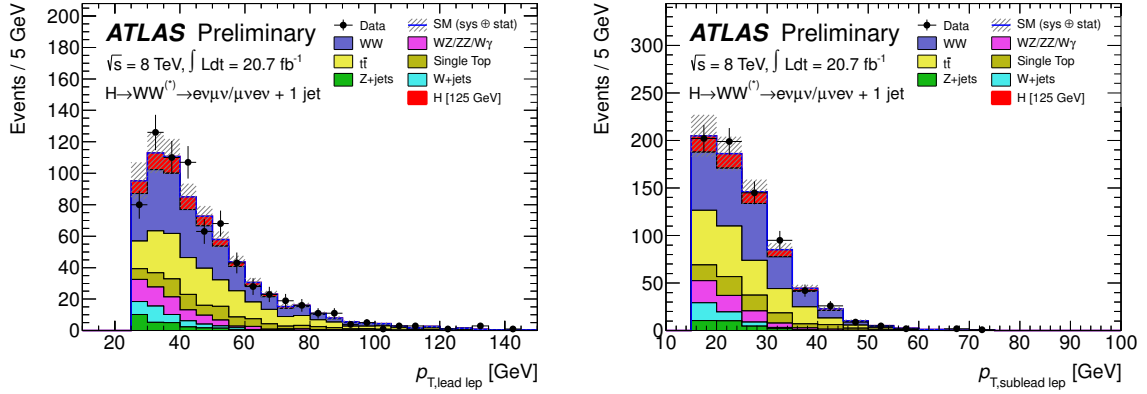 Events / 5 GeV
200
180
160
140
120
100
80
60
40
20
0
ATLAS Preliminary
√s = 8 TeV, ∫ Ldt = 20.7 fb⁻¹
H→WW(*)→eνμν/μνeν + 1 jet
Data
SM (sys ⊕ stat)
WW
WZ/ZZ/Wγ
tt̄
Single Top
Z+jets
W+jets
H [125 GeV]
20 40 60 80 100 120 140
pT,lead lep [GeV]
Events / 5 GeV
300
250
200
150
100
50
0
ATLAS Preliminary
√s = 8 TeV, ∫ Ldt = 20.7 fb⁻¹
H→WW(*)→eνμν/μνeν + 1 jet
Data
SM (sys ⊕ stat)
WW
WZ/ZZ/Wγ
tt̄
Single Top
Z+jets
W+jets
H [125 GeV]
10 20 30 40 50 60 70 80 90 100
pT,sublead lep [GeV]